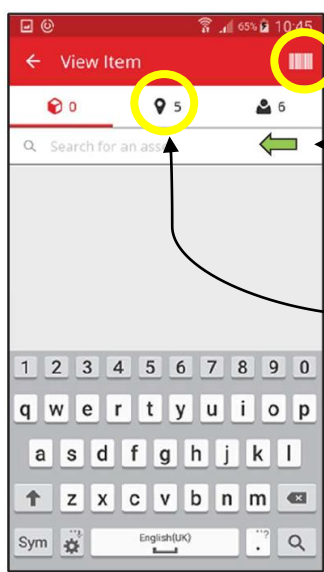 65% 10:45
View Item
0 5 6
Search for an asse
1 2 3 4 5 6 7 8 9 0
q w e r t y u i o p
a s d f g h j k l
z x c v b n m
Sym English(UK) . ..?